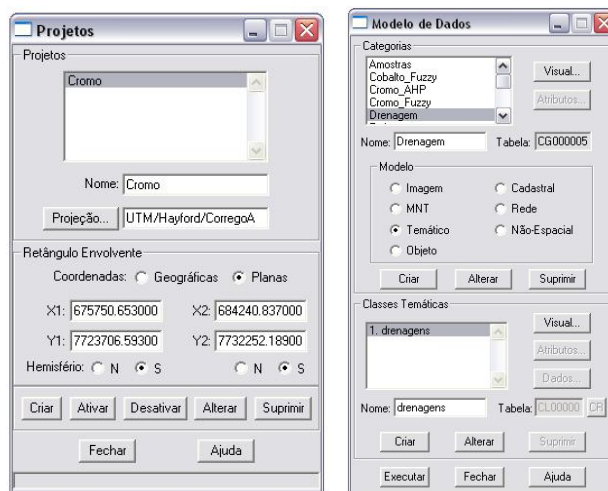 Projetos
Projetos
Cromo
Nome: Cromo
Projeção... UTM/Hayford/CorregoA
Retângulo Envolvente
Coordenadas: Geográficas Planas
X1: 675750.653000 X2: 684240.837000
Y1: 7723706.59300 Y2: 7732252.18900
Hemisfério: N S N S
Criar Ativar Desativar Alterar Suprimir
Fechar Ajuda
Modelo de Dados
Categorias
Amostras
Cobalto_Fuzzy
Cromo_AHP
Cromo_Fuzzy
Drenagem
Visual...
Atributos...
Nome: Drenagem Tabela: CG000005
Modelo
Imagem Cadastral
MNT Rede
Temático Não-Espacial
Objeto
Criar Alterar Suprimir
Classes Temáticas
1. drenagens
Visual...
Atributos...
Dados...
Nome: drenagens Tabela: CL00000
Criar Alterar Suprimir
Executar Fechar Ajuda